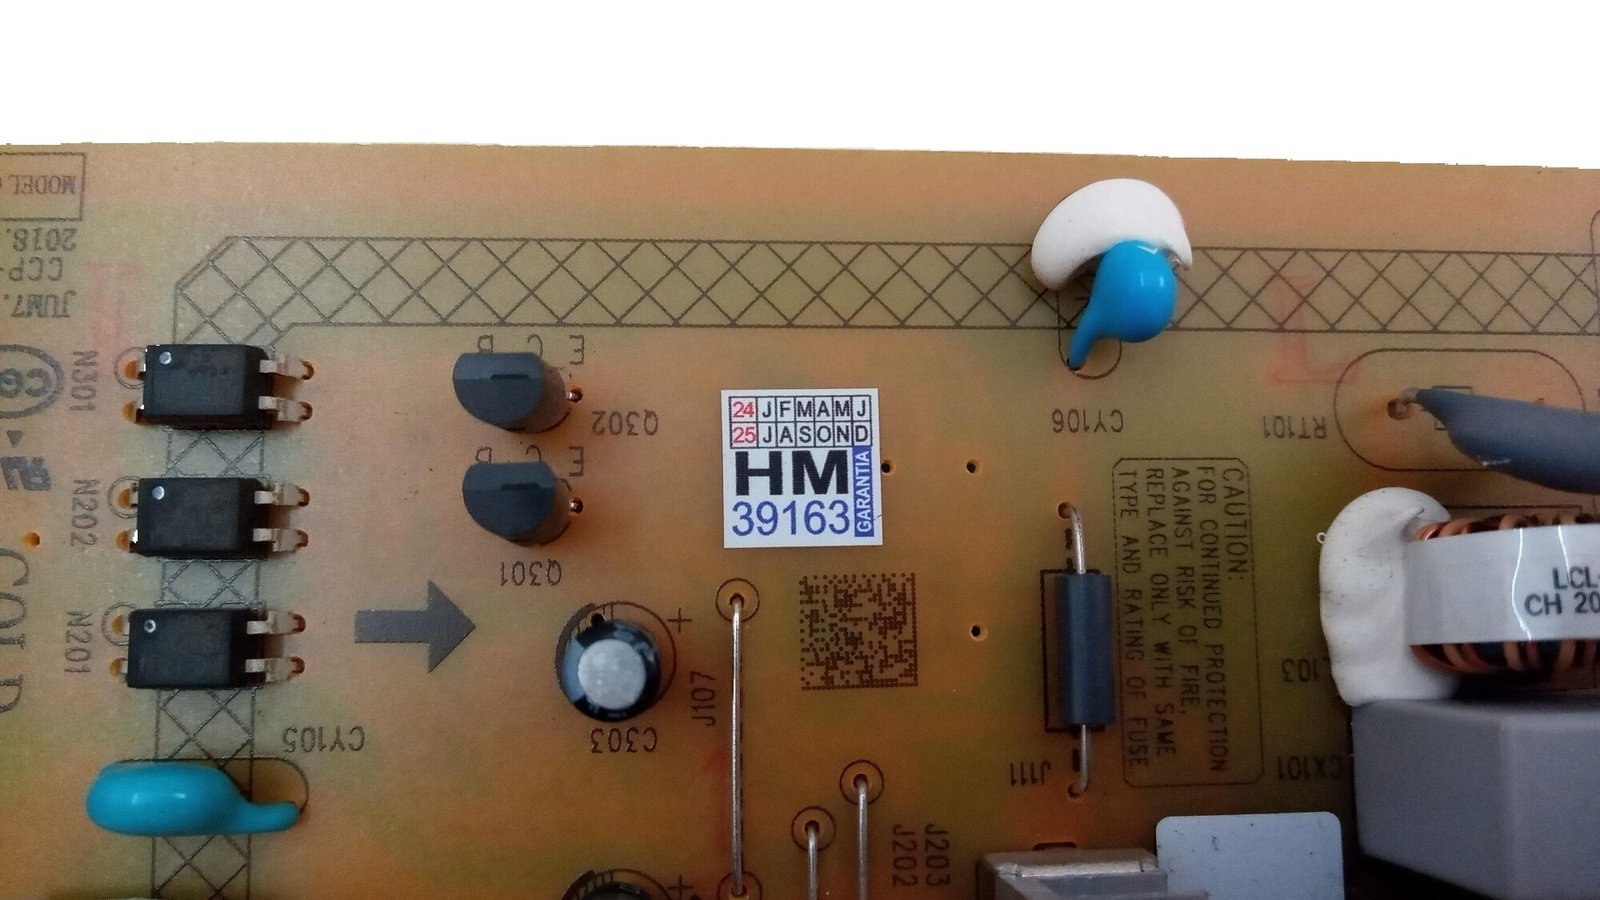 MODEL
2018.
CCP-
JUM7.
N301
N202
N201
COLD
E C B
Q302
E C B
Q301
24 J F M A M J
25 J A S O N D
HM
39163
GARANTIA
CY106
RT101
CAUTION:
FOR CONTINUED PROTECTION
AGAINST RISK OF FIRE,
REPLACE ONLY WITH SAME
TYPE AND RATING OF FUSE
LCL-
CH 20
103
CX101
J111
J107
C303
+
CY105
J203
J202
+